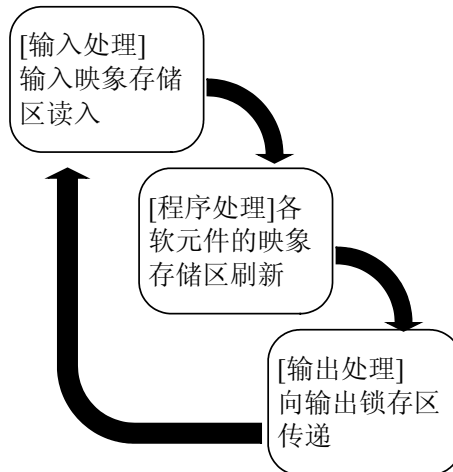 [输入处理]
输入映象存储
区读入
[程序处理]各
软元件的映象
存储区刷新
[输出处理]
向输出锁存区
传递